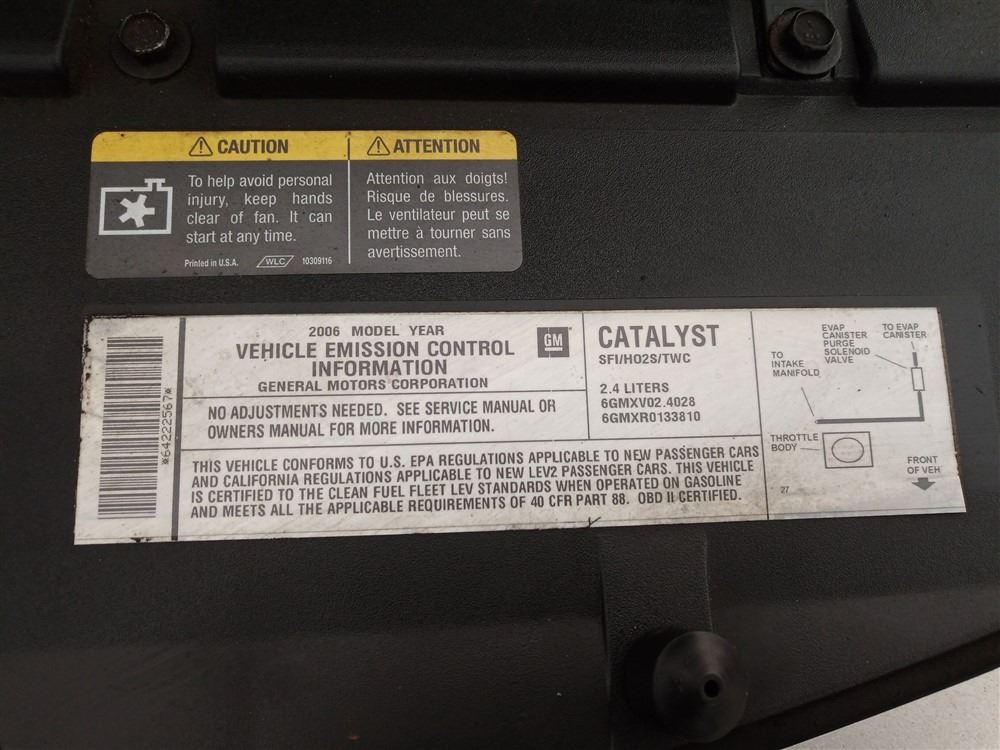 CAUTION
To help avoid personal
injury, keep hands
clear of fan. It can
start at any time.
Printed in U.S.A. WLC 10309116
ATTENTION
Attention aux doigts!
Risque de blessures.
Le ventilateur peut se
mettre à tourner sans
avertissement.
*642222567*
2006 MODEL YEAR
VEHICLE EMISSION CONTROL
INFORMATION
GENERAL MOTORS CORPORATION
GM
NO ADJUSTMENTS NEEDED. SEE SERVICE MANUAL OR
OWNERS MANUAL FOR MORE INFORMATION.
CATALYST
SFI/HO2S/TWC
2.4 LITERS
6GMXV02.4028
6GMXR0133810
THIS VEHICLE CONFORMS TO U.S. EPA REGULATIONS APPLICABLE TO NEW PASSENGER CARS
AND CALIFORNIA REGULATIONS APPLICABLE TO NEW LEV2 PASSENGER CARS. THIS VEHICLE
IS CERTIFIED TO THE CLEAN FUEL FLEET LEV STANDARDS WHEN OPERATED ON GASOLINE
AND MEETS ALL THE APPLICABLE REQUIREMENTS OF 40 CFR PART 88. OBD II CERTIFIED.
EVAP
CANISTER
PURGE
SOLENOID
VALVE
TO EVAP
CANISTER
TO
INTAKE
MANIFOLD
THROTTLE
BODY
FRONT
OF VEH
27